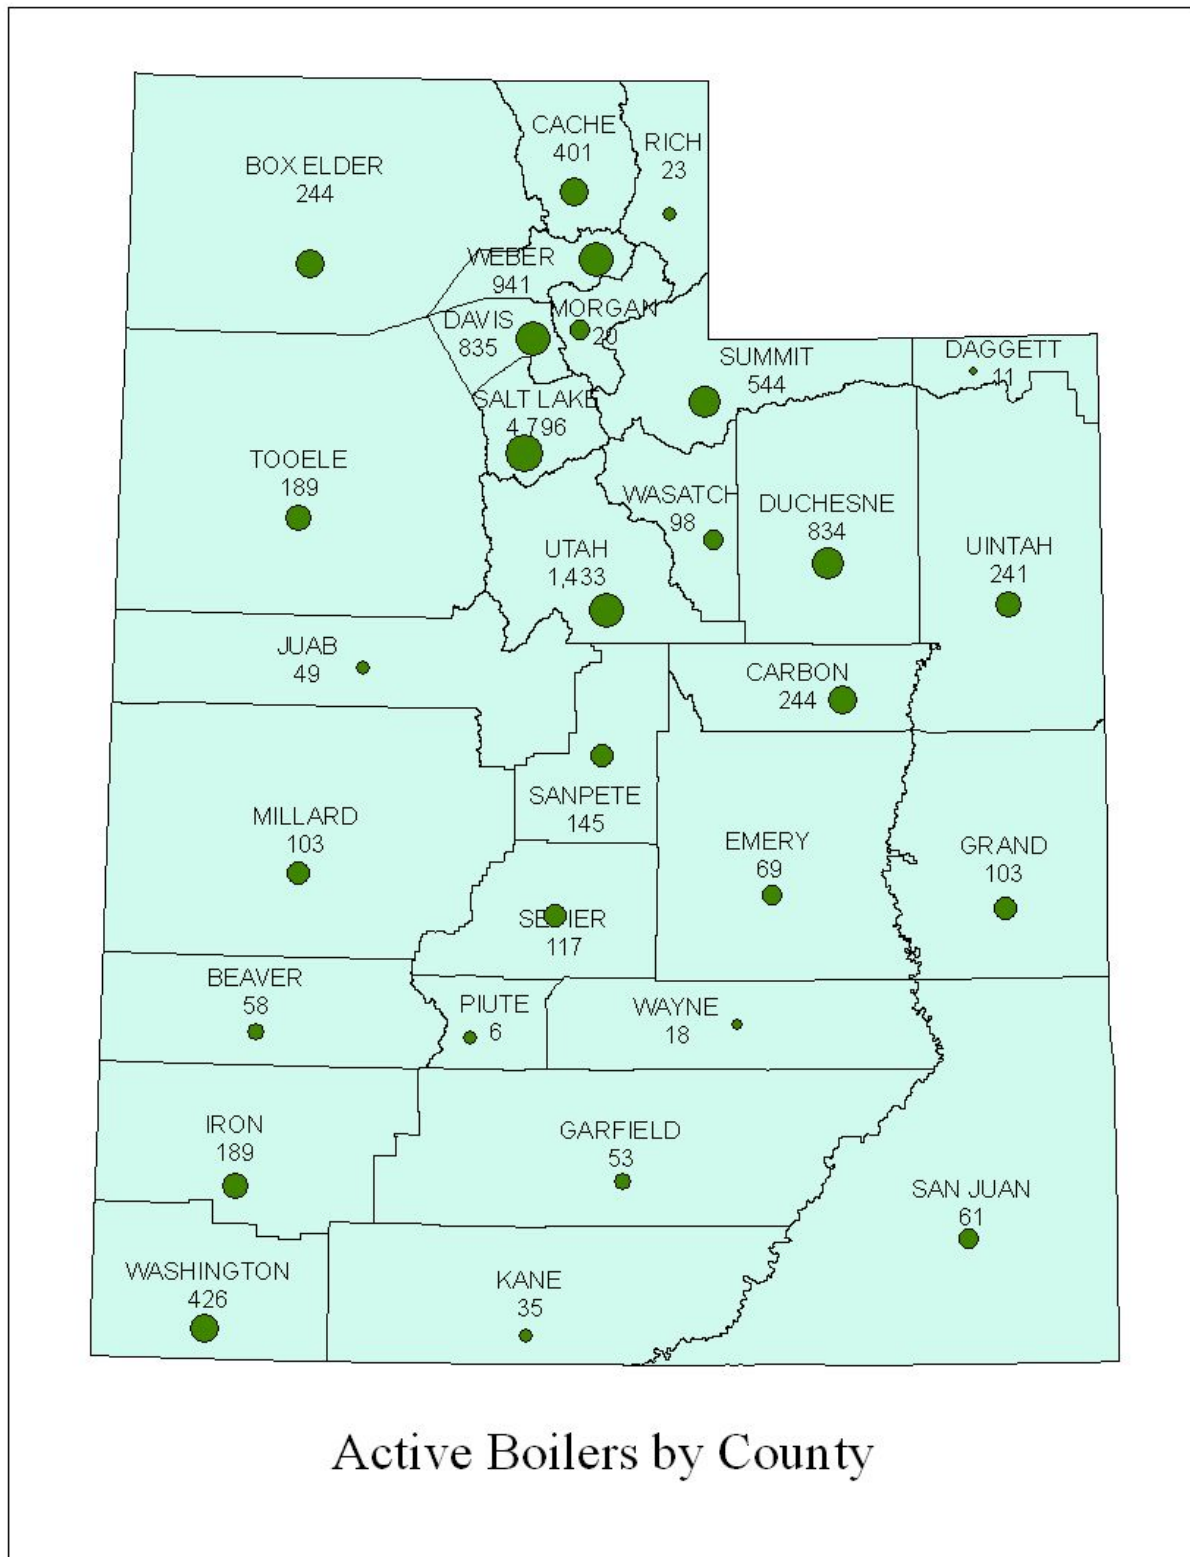 CACHE
401
RICH
23
BOX ELDER
244
WEBER
941
MORGAN
20
DAVIS
835
SUMMIT
544
DAGGETT
11
SALT LAKE
4,796
TOOELE
189
WASATCH
98
DUCHESNE
834
UTAH
1,433
UINTAH
241
JUAB
49
CARBON
244
SANPETE
145
MILLARD
103
EMERY
69
GRAND
103
SEVIER
117
BEAVER
58
PIUTE
6
WAYNE
18
IRON
189
GARFIELD
53
SAN JUAN
61
WASHINGTON
426
KANE
35
Active Boilers by County